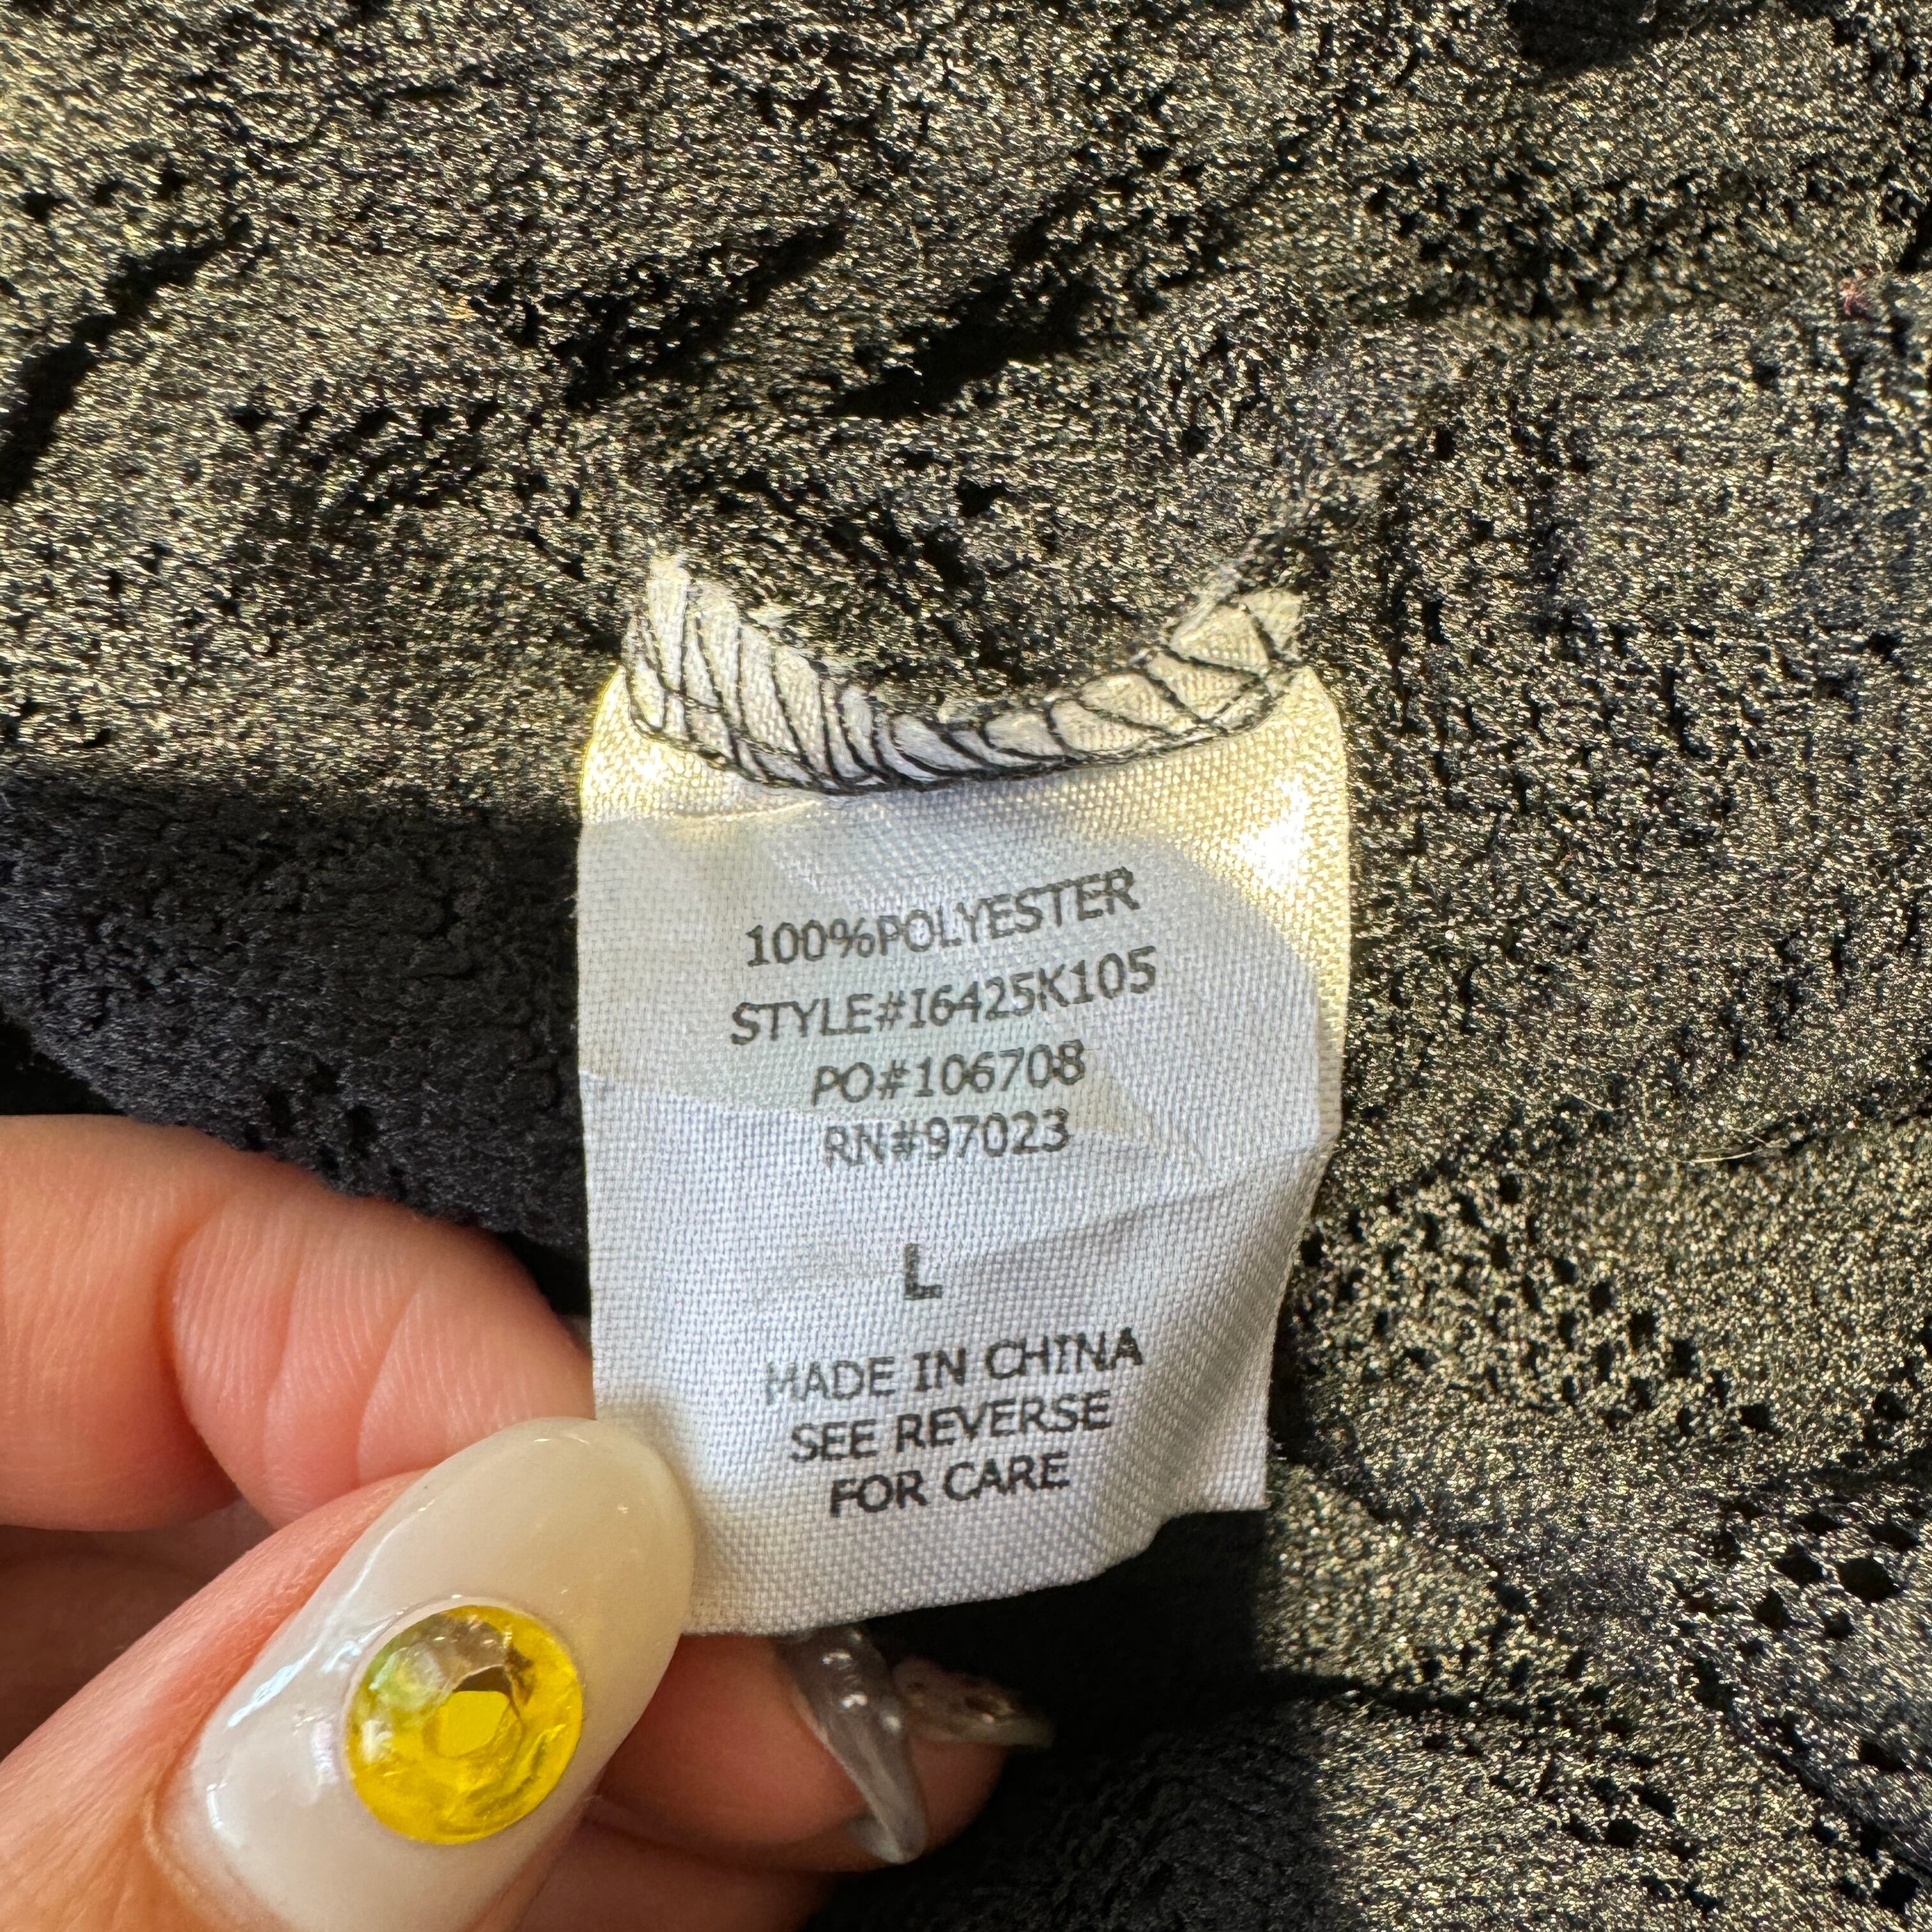 100%POLYESTER
STYLE#I6425K105
PO#106708
RN#97023
L
MADE IN CHINA
SEE REVERSE
FOR CARE